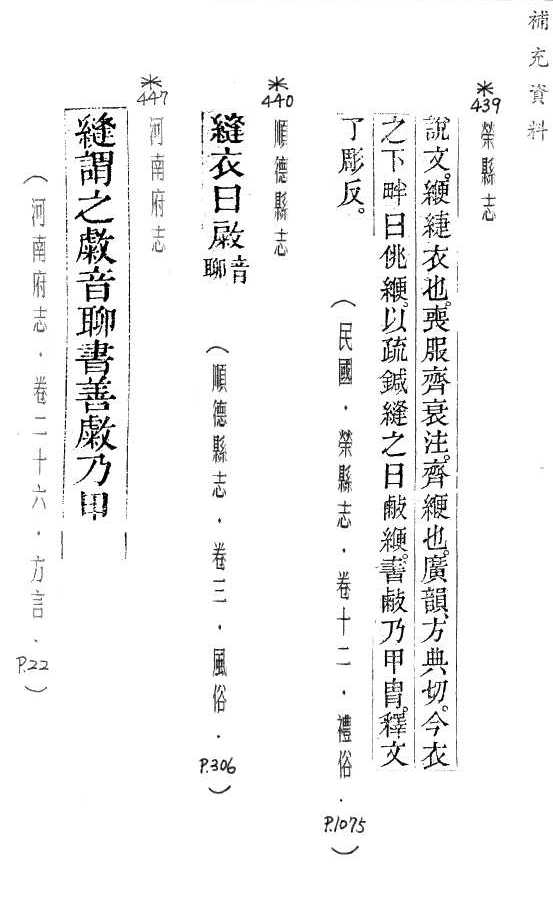 補充資料
*439
榮縣志
說文。緶緁衣也。喪服齊衰注。齊緶也。廣韻、方典切。今衣
之下畔曰佻緶。以疏鍼縫之曰敹緶。書敹乃甲冑。釋文
了彫反。
(民國.榮縣志.卷十二.禮俗.P.1075)
*440
順德縣志
縫衣曰敹音聊
(順德縣志.卷三.風俗.P.306)
*447
河南府志
縫謂之敹音聊書善敹乃甲
(河南府志.卷二十六.方言.P.22)